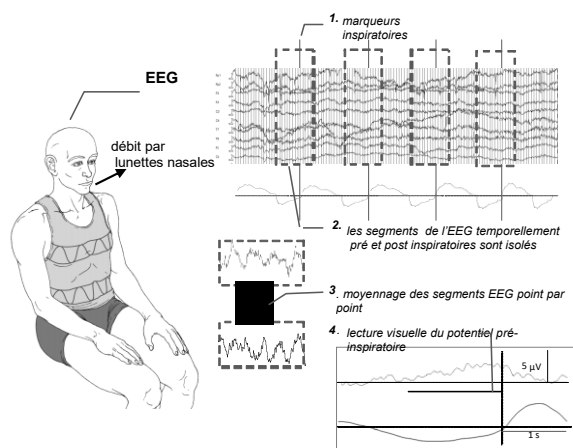 1. marqueurs
inspiratoires
EEG
débit par
lunettes nasales
2. les segments de l'EEG temporellement
pré et post inspiratoires sont isolés
3. moyennage des segments EEG point par
point
4. lecture visuelle du potentiel pré-
inspiratoire
5 µV
1 s